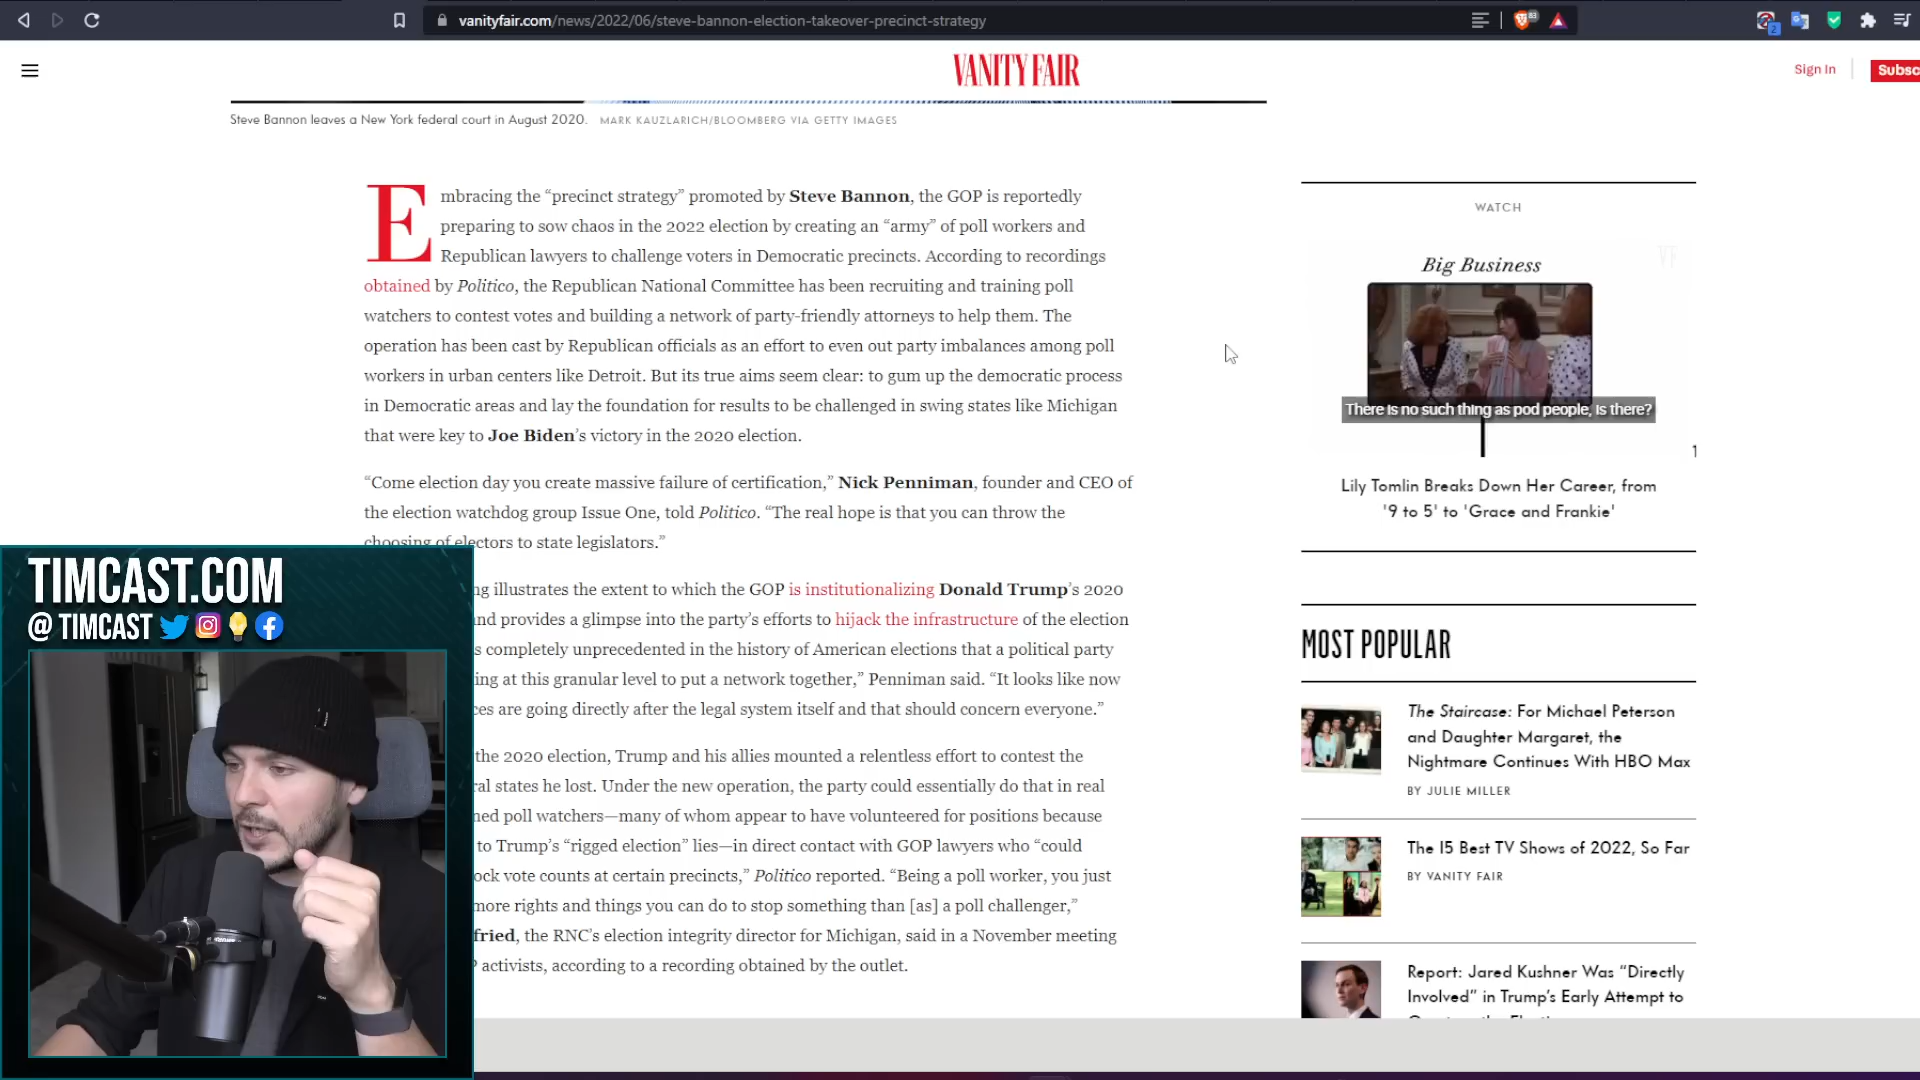 vanityfair.com/news/2022/06/steve-bannon-election-takeover-precinct-strategy
83
2
VANITY FAIR
Sign In
Subsc
Steve Bannon leaves a New York federal court in August 2020. MARK KAUZLARICH/BLOOMBERG VIA GETTY IMAGES
Embracing the “precinct strategy” promoted by Steve Bannon, the GOP is reportedly
preparing to sow chaos in the 2022 election by creating an “army” of poll workers and
Republican lawyers to challenge voters in Democratic precincts. According to recordings
obtained by Politico, the Republican National Committee has been recruiting and training poll
watchers to contest votes and building a network of party-friendly attorneys to help them. The
operation has been cast by Republican officials as an effort to even out party imbalances among poll
workers in urban centers like Detroit. But its true aims seem clear: to gum up the democratic process
in Democratic areas and lay the foundation for results to be challenged in swing states like Michigan
that were key to Joe Biden’s victory in the 2020 election.
“Come election day you create massive failure of certification,” Nick Penniman, founder and CEO of
the election watchdog group Issue One, told Politico. “The real hope is that you can throw the
choosing of electors to state legislators.”
ng illustrates the extent to which the GOP is institutionalizing Donald Trump’s 2020
nd provides a glimpse into the party’s efforts to hijack the infrastructure of the election
s completely unprecedented in the history of American elections that a political party
ing at this granular level to put a network together,” Penniman said. “It looks like now
ces are going directly after the legal system itself and that should concern everyone.”
the 2020 election, Trump and his allies mounted a relentless effort to contest the
ral states he lost. Under the new operation, the party could essentially do that in real
ned poll watchers—many of whom appear to have volunteered for positions because
to Trump’s “rigged election” lies—in direct contact with GOP lawyers who “could
ock vote counts at certain precincts,” Politico reported. “Being a poll worker, you just
more rights and things you can do to stop something than [as] a poll challenger,”
fried, the RNC’s election integrity director for Michigan, said in a November meeting
P activists, according to a recording obtained by the outlet.
WATCH
VF
Big Business
There is no such thing as pod people, is there?
1
Lily Tomlin Breaks Down Her Career, from
'9 to 5' to 'Grace and Frankie'
MOST POPULAR
The Staircase: For Michael Peterson
and Daughter Margaret, the
Nightmare Continues With HBO Max
BY JULIE MILLER
The 15 Best TV Shows of 2022, So Far
BY VANITY FAIR
Report: Jared Kushner Was “Directly
Involved” in Trump’s Early Attempt to
TIMCAST.COM
@ TIMCAST